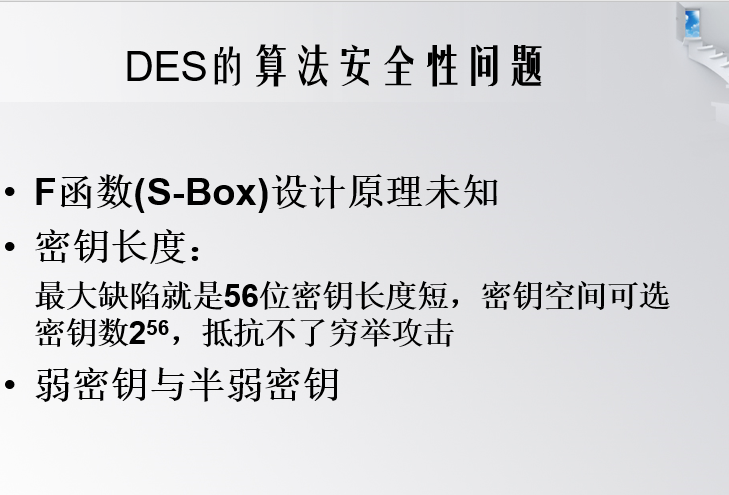 DES的算法安全性问题
• F函数(S-Box)设计原理未知
• 密钥长度：
最大缺陷就是56位密钥长度短，密钥空间可选
密钥数2⁵⁶，抵抗不了穷举攻击
• 弱密钥与半弱密钥